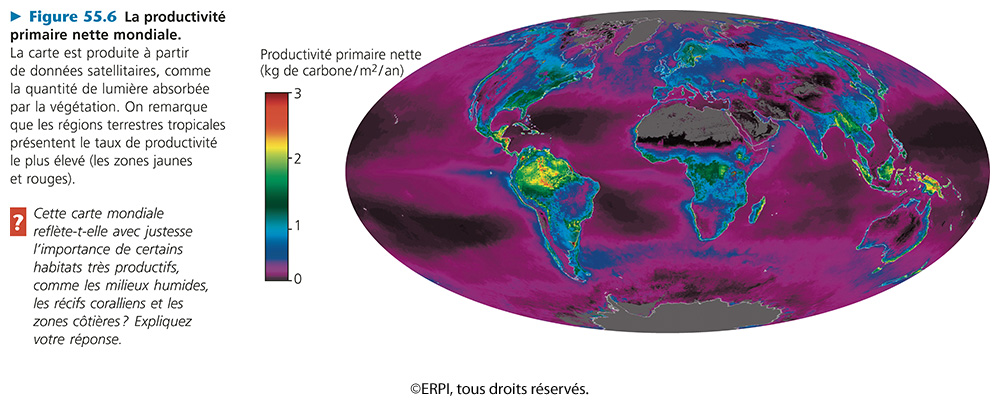 ► Figure 55.6 La productivité
primaire nette mondiale.
La carte est produite à partir
de données satellitaires, comme
la quantité de lumière absorbée
par la végétation. On remarque
que les régions terrestres tropicales
présentent le taux de productivité
le plus élevé (les zones jaunes
et rouges).
? Cette carte mondiale
reflète-t-elle avec justesse
l’importance de certains
habitats très productifs,
comme les milieux humides,
les récifs coralliens et les
zones côtières ? Expliquez
votre réponse.
Productivité primaire nette
(kg de carbone/m²/an)
3
2
1
0
©ERPI, tous droits réservés.